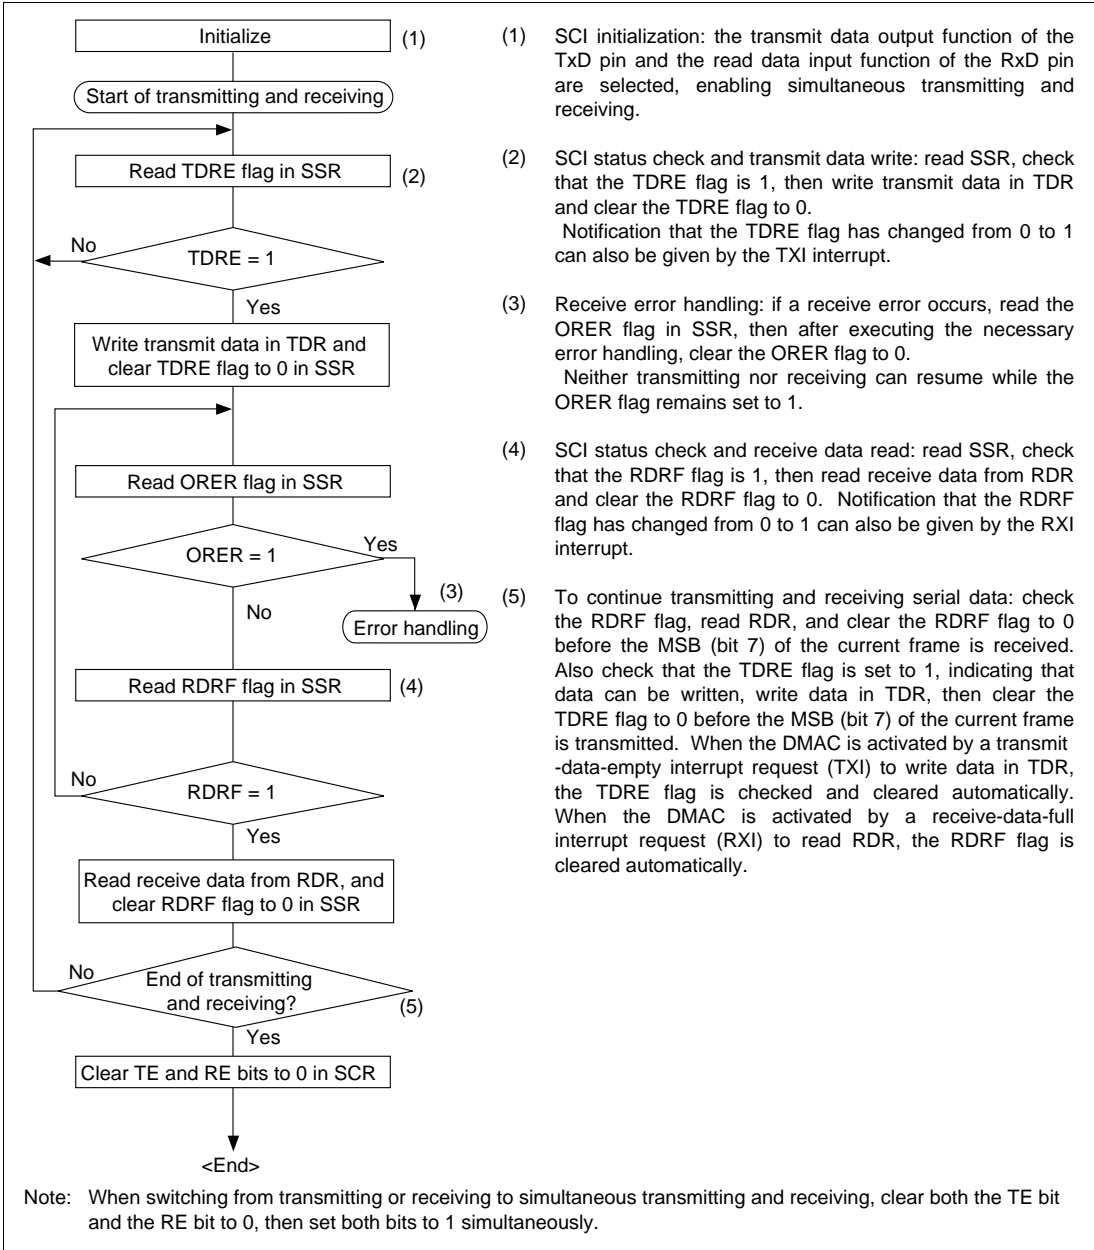 Initialize
(1)
Start of transmitting and receiving
Read TDRE flag in SSR
(2)
No
TDRE = 1
Yes
Write transmit data in TDR and
clear TDRE flag to 0 in SSR
Read ORER flag in SSR
ORER = 1
Yes
No
(3)
Error handling
Read RDRF flag in SSR
(4)
No
RDRF = 1
Yes
Read receive data from RDR, and
clear RDRF flag to 0 in SSR
No
End of transmitting
and receiving?
(5)
Yes
Clear TE and RE bits to 0 in SCR
<End>
(1) SCI initialization: the transmit data output function of the
TxD pin and the read data input function of the RxD pin
are selected, enabling simultaneous transmitting and
receiving.
(2) SCI status check and transmit data write: read SSR, check
that the TDRE flag is 1, then write transmit data in TDR
and clear the TDRE flag to 0.
Notification that the TDRE flag has changed from 0 to 1
can also be given by the TXI interrupt.
(3) Receive error handling: if a receive error occurs, read the
ORER flag in SSR, then after executing the necessary
error handling, clear the ORER flag to 0.
Neither transmitting nor receiving can resume while the
ORER flag remains set to 1.
(4) SCI status check and receive data read: read SSR, check
that the RDRF flag is 1, then read receive data from RDR
and clear the RDRF flag to 0. Notification that the RDRF
flag has changed from 0 to 1 can also be given by the RXI
interrupt.
(5) To continue transmitting and receiving serial data: check
the RDRF flag, read RDR, and clear the RDRF flag to 0
before the MSB (bit 7) of the current frame is received.
Also check that the TDRE flag is set to 1, indicating that
data can be written, write data in TDR, then clear the
TDRE flag to 0 before the MSB (bit 7) of the current frame
is transmitted. When the DMAC is activated by a transmit
-data-empty interrupt request (TXI) to write data in TDR,
the TDRE flag is checked and cleared automatically.
When the DMAC is activated by a receive-data-full
interrupt request (RXI) to read RDR, the RDRF flag is
cleared automatically.
Note: When switching from transmitting or receiving to simultaneous transmitting and receiving, clear both the TE bit
and the RE bit to 0, then set both bits to 1 simultaneously.